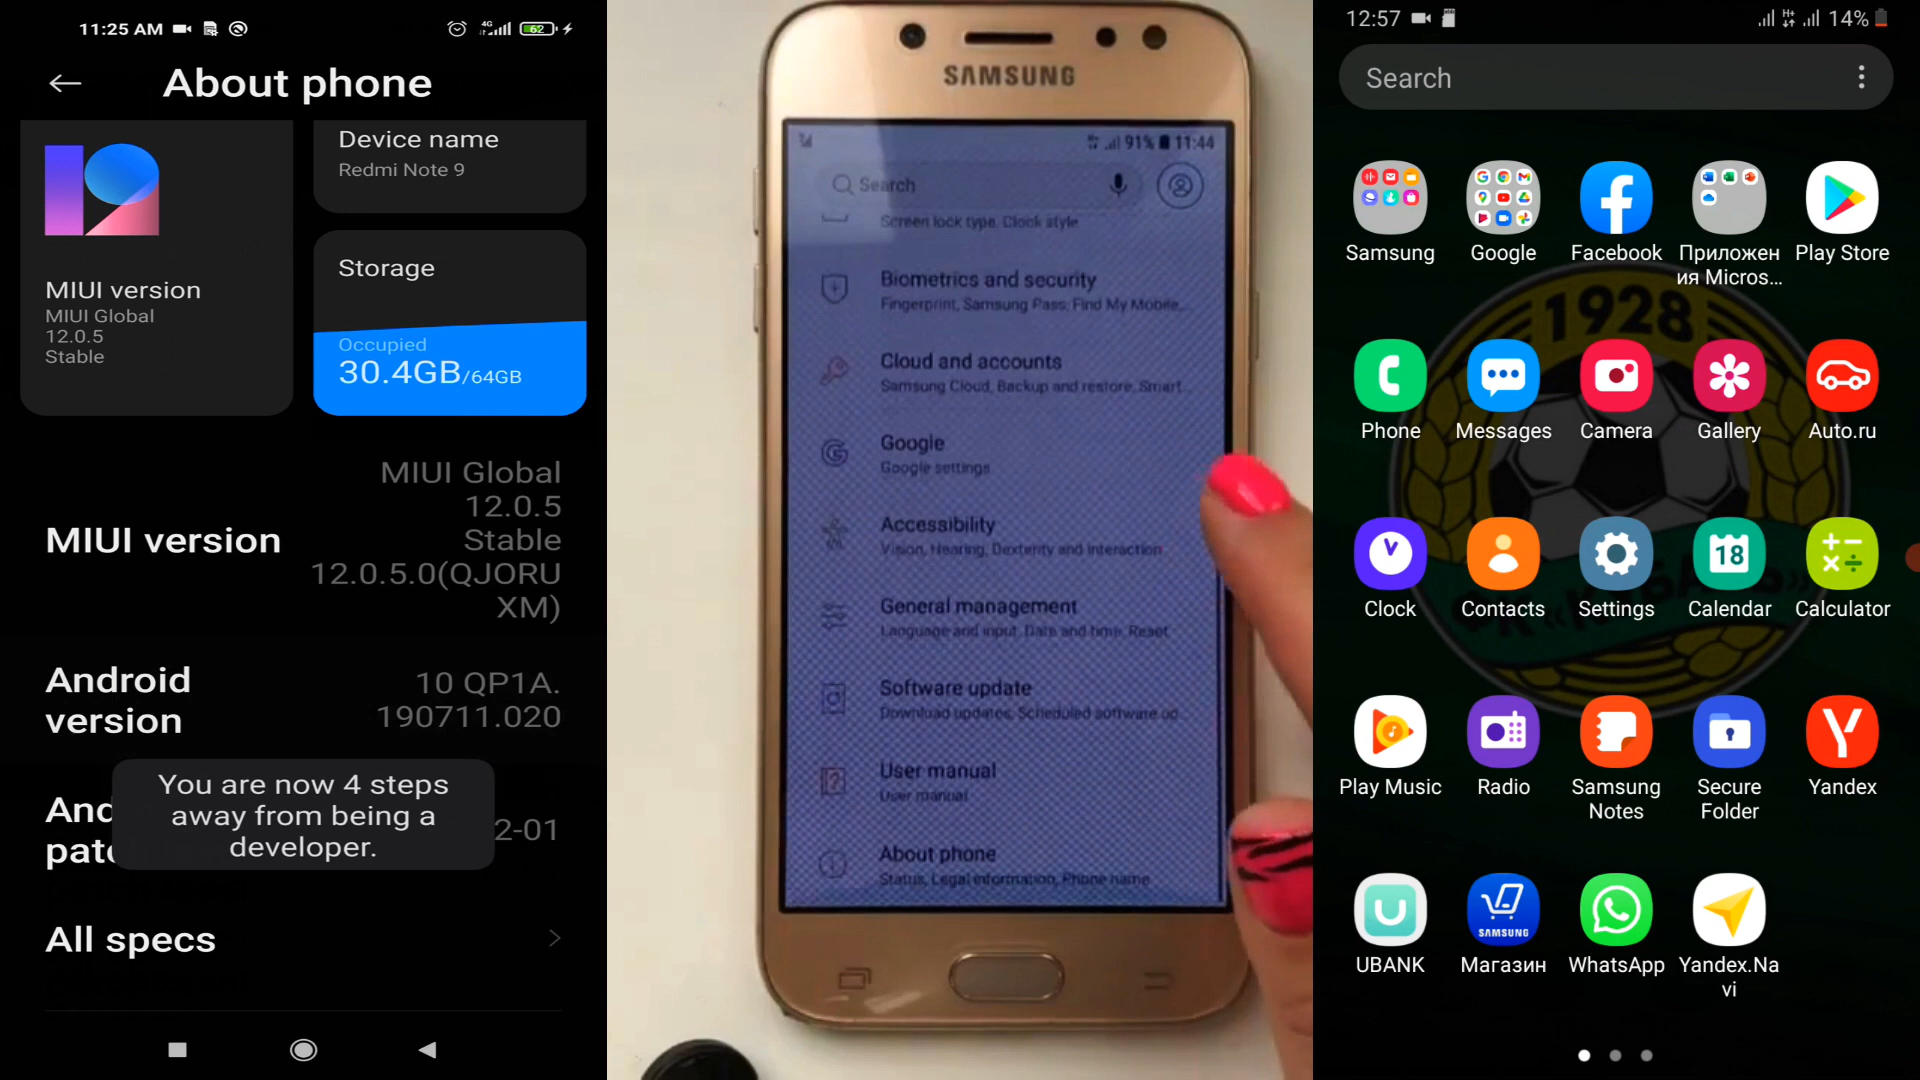 11:25 AM
4G
62
About phone
Device name
Redmi Note 9
MIUI version
MIUI Global
12.0.5
Stable
Storage
Occupied
30.4GB/64GB
MIUI version
MIUI Global
12.0.5
Stable
12.0.5.0(QJORU
XM)
Android
version
10 QP1A.
190711.020
You are now 4 steps
away from being a
developer.
And
2-01
All specs
SAMSUNG
91% 11:44
Search
Screen lock type, Clock style
Biometrics and security
Fingerprint, Samsung Pass, Find My Mobile...
Cloud and accounts
Samsung Cloud, Backup and restore, Smart...
Google
Google settings
Accessibility
Vision, Hearing, Dexterity and interaction
General management
Language and input, Date and time, Reset
Software update
Download updates, Scheduled software up...
User manual
User manual
About phone
Status, Legal information, Phone name
12:57
H+
14%
Search
1928
Samsung
Google
Facebook
Приложен
ия Micros...
Play Store
Phone
Messages
Camera
Gallery
Auto.ru
18
Clock
Contacts
Settings
Calendar
Calculator
Play Music
Radio
Samsung
Notes
Secure
Folder
Yandex
SAMSUNG
UBANK
Магазин
WhatsApp
Yandex.Na
vi